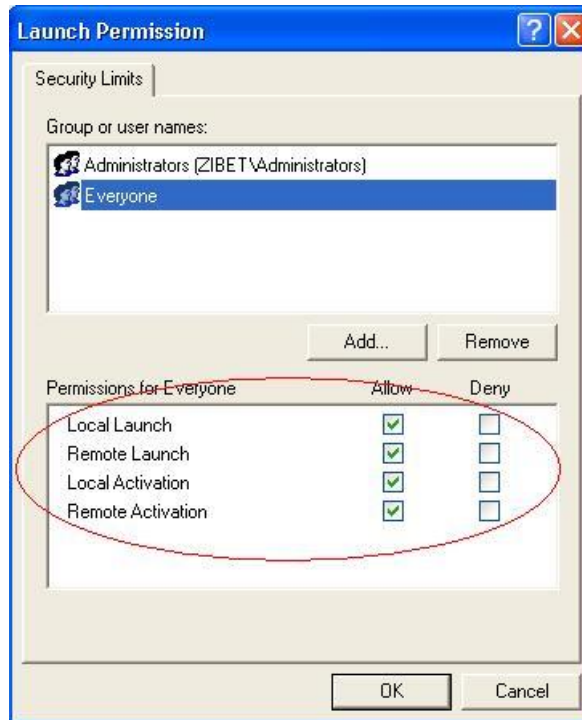 Launch Permission
Security Limits
Group or user names:
Administrators (ZIBET\Administrators)
Everyone
Add... Remove
Permissions for Everyone Allow Deny
Local Launch
Remote Launch
Local Activation
Remote Activation
OK Cancel